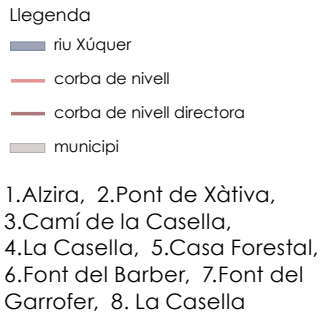 Llegenda
riu Xúquer
corba de nivell
corba de nivell directora
municipi
1.Alzira, 2.Pont de Xàtiva,
3.Camí de la Casella,
4.La Casella, 5.Casa Forestal,
6.Font del Barber, 7.Font del
Garrofer, 8. La Casella